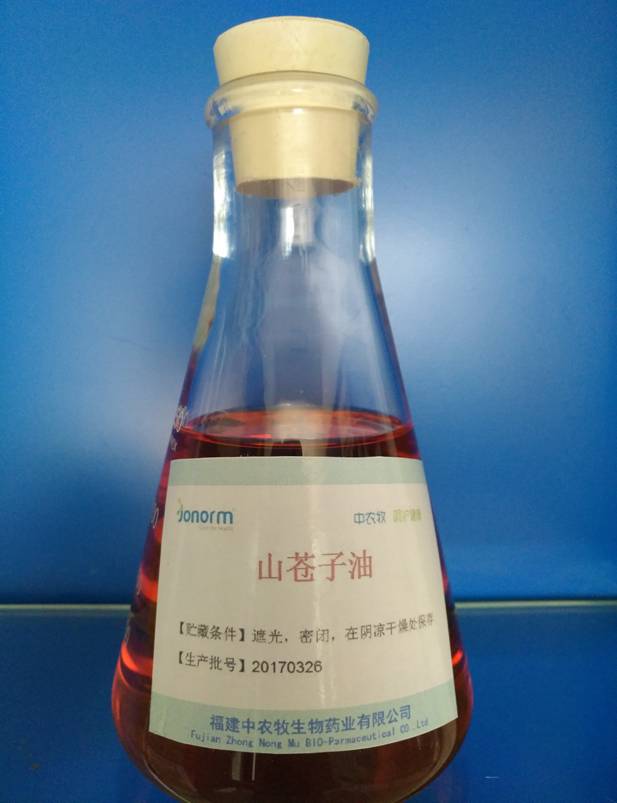 Jonorm
中农牧
山苍子油
【贮藏条件】遮光，密闭，在阴凉干燥处保存
【生产批号】20170326
福建中农牧生物药业有限公司
Fujian Zhong Nong Mu BIO-Parmaceutical CO.,Ltd